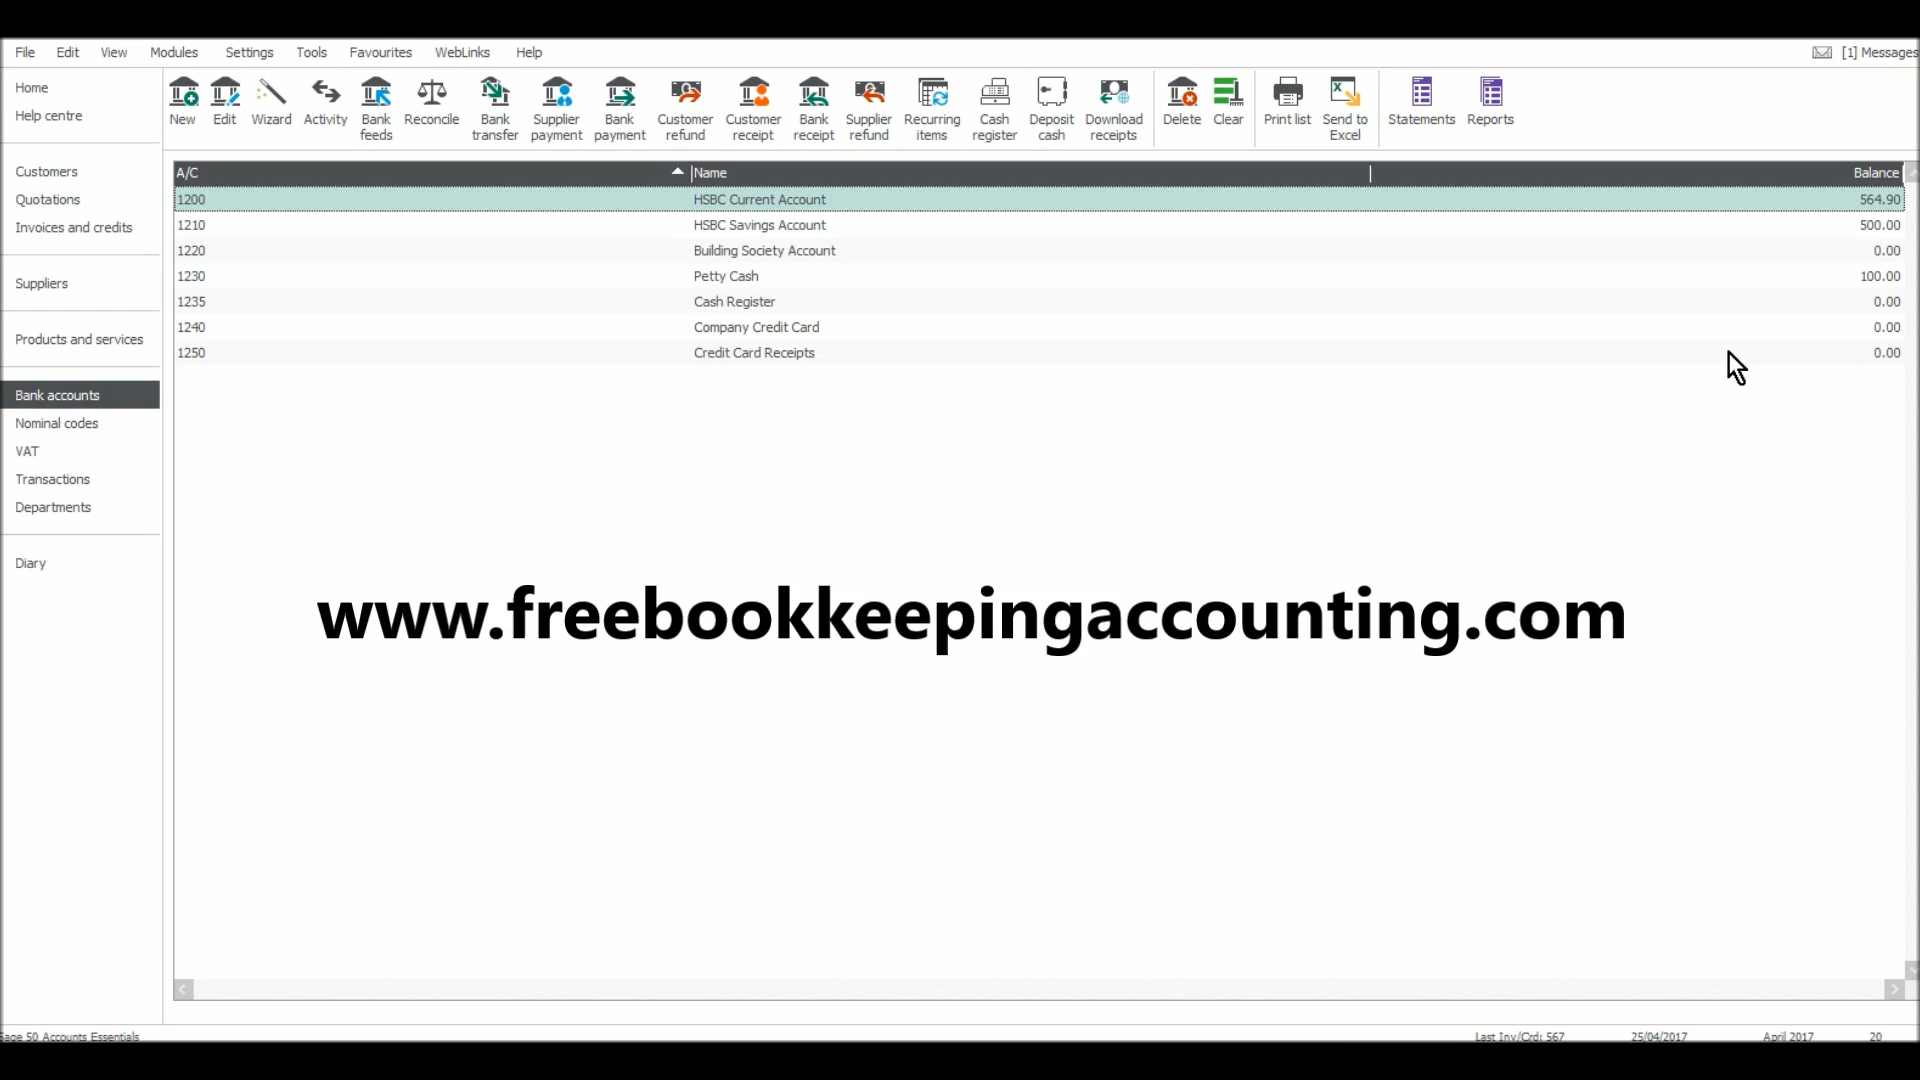 File Edit View Modules Settings Tools Favourites WebLinks Help [1] Messages
Home
Help centre
Customers
Quotations
Invoices and credits
Suppliers
Products and services
Bank accounts
Nominal codes
VAT
Transactions
Departments
Diary
New Edit Wizard Activity Bank feeds Reconcile Bank transfer Supplier payment Bank payment Customer refund Customer receipt Bank receipt Supplier refund Recurring items Cash register Deposit cash Download receipts Delete Clear Print list Send to Excel Statements Reports
A/C Name Balance
1200 HSBC Current Account 564.90
1210 HSBC Savings Account 500.00
1220 Building Society Account 0.00
1230 Petty Cash 100.00
1235 Cash Register 0.00
1240 Company Credit Card 0.00
1250 Credit Card Receipts 0.00
www.freebookkeepingaccounting.com
Sage 50 Accounts Essentials Last Inv/Crd: 567 25/04/2017 April 2017 20